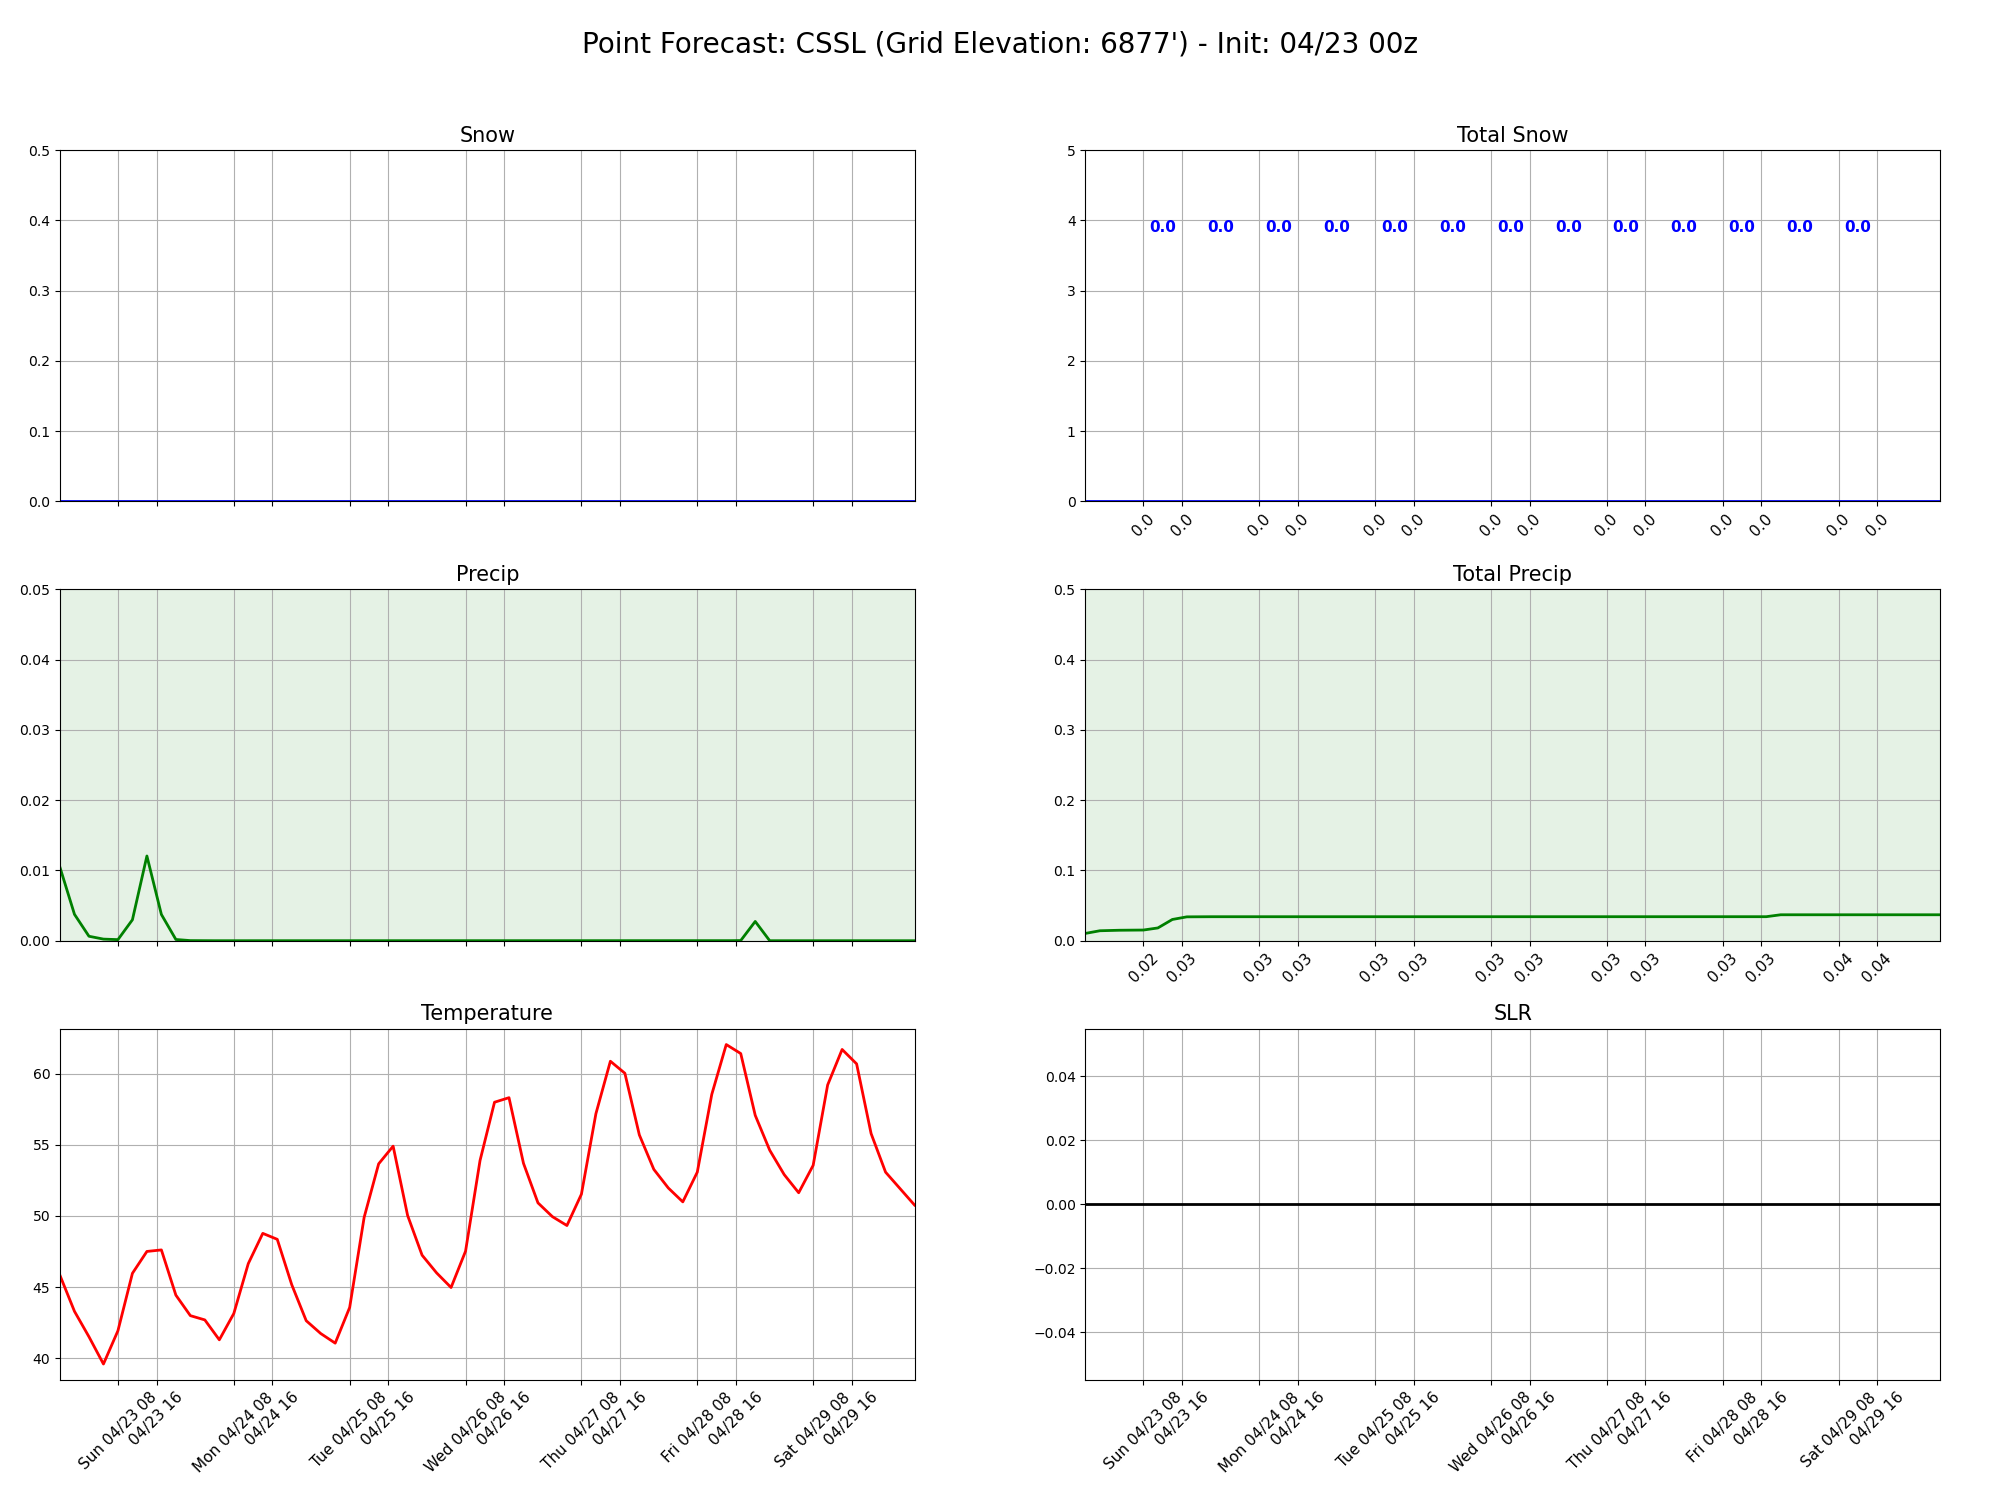 Point Forecast: CSSL (Grid Elevation: 6877') - Init: 04/23 00z
Snow
0.5
0.4
0.3
0.2
0.1
0.0
Total Snow
5
4
3
2
1
0
0.0 0.0 0.0 0.0 0.0 0.0 0.0 0.0 0.0 0.0 0.0 0.0 0.0
0.0 0.0 0.0 0.0 0.0 0.0 0.0 0.0 0.0 0.0 0.0 0.0 0.0 0.0
Precip
0.05
0.04
0.03
0.02
0.01
0.00
Total Precip
0.5
0.4
0.3
0.2
0.1
0.0
0.02 0.03 0.03 0.03 0.03 0.03 0.03 0.03 0.03 0.03 0.03 0.03 0.04 0.04
Temperature
60
55
50
45
40
Sun 04/23 08
04/23 16
Mon 04/24 08
04/24 16
Tue 04/25 08
04/25 16
Wed 04/26 08
04/26 16
Thu 04/27 08
04/27 16
Fri 04/28 08
04/28 16
Sat 04/29 08
04/29 16
SLR
0.04
0.02
0.00
−0.02
−0.04
Sun 04/23 08
04/23 16
Mon 04/24 08
04/24 16
Tue 04/25 08
04/25 16
Wed 04/26 08
04/26 16
Thu 04/27 08
04/27 16
Fri 04/28 08
04/28 16
Sat 04/29 08
04/29 16